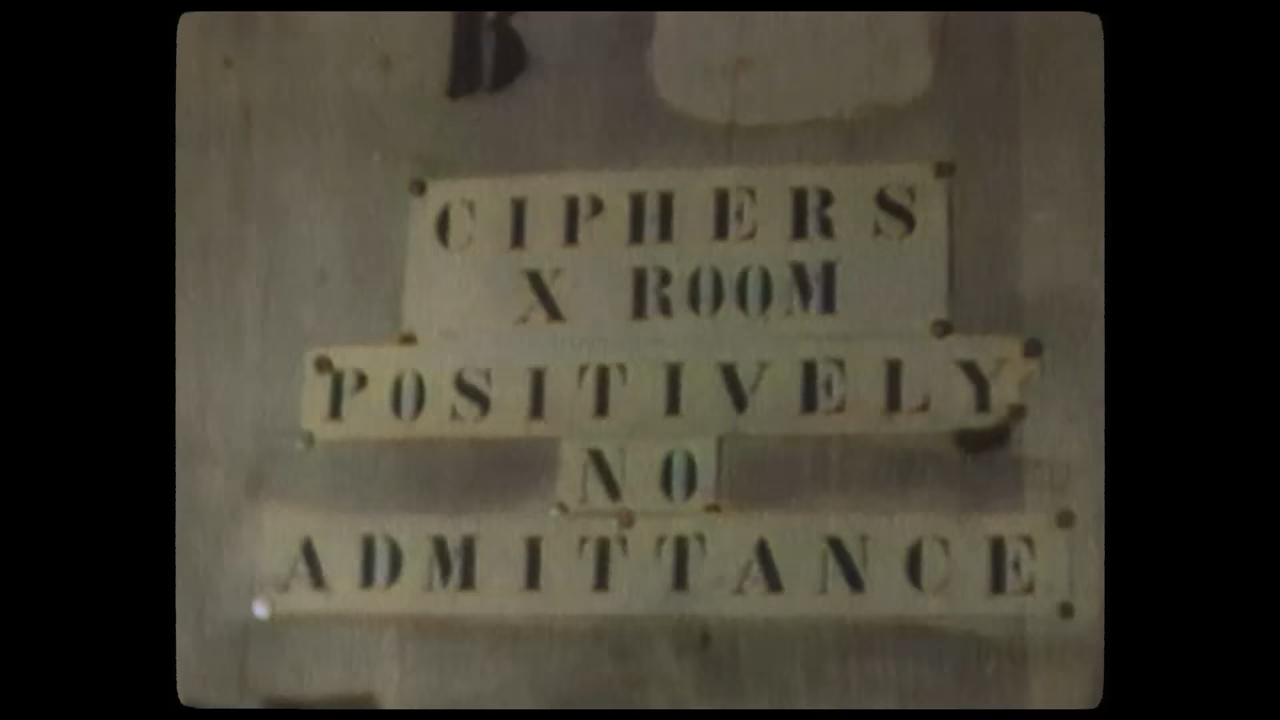 B
CIPHERS
X ROOM
POSITIVELY
NO
ADMITTANCE